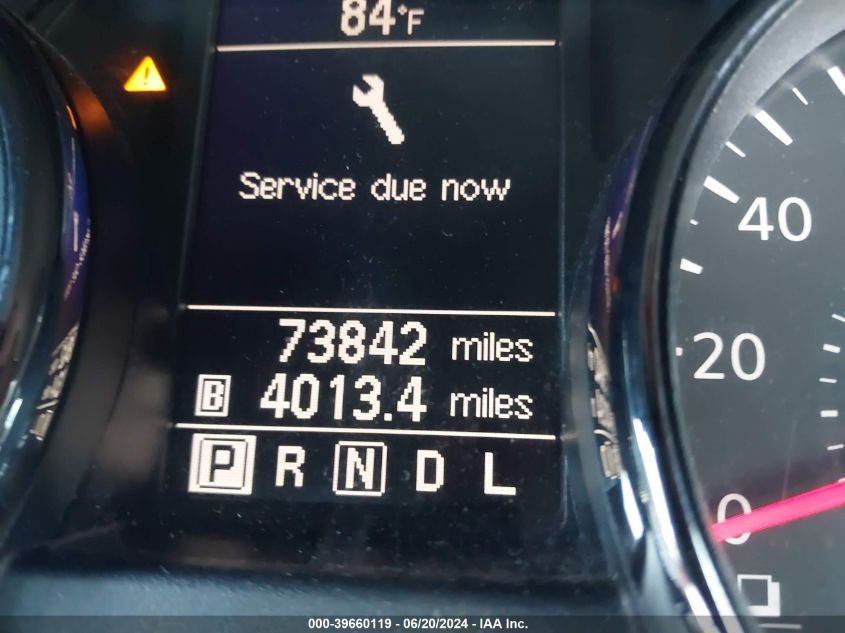 84°F
Service due now
40
73842 miles
20
B 4013.4 miles
P R N D L
0
000-39660119 - 06/20/2024 - IAA Inc.